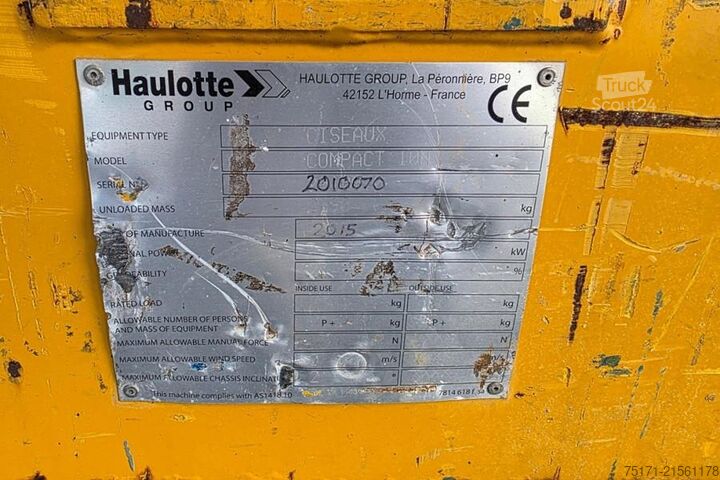 Truck
Scout24
Haulotte
GROUP
HAULOTTE GROUP, La Péronnière, BP9
42152 L'Horme - France
CE
EQUIPMENT TYPE CISEAUX
MODEL COMPACT 10N
SERIAL N° 2010070
UNLOADED MASS kg
OF MANUFACTURE 2015
kW
%
INSIDE USE OUTSIDE USE
RATED LOAD kg kg
ALLOWABLE NUMBER OF PERSONS
AND MASS OF EQUIPMENT P + kg P + kg
MAXIMUM ALLOWABLE MANUAL FORCE N N
MAXIMUM ALLOWABLE WIND SPEED m/s m/s
MAXIMUM ALLOWABLE CHASSIS INCLINATI °
This machine complies with AS1418.10
75171-21561178